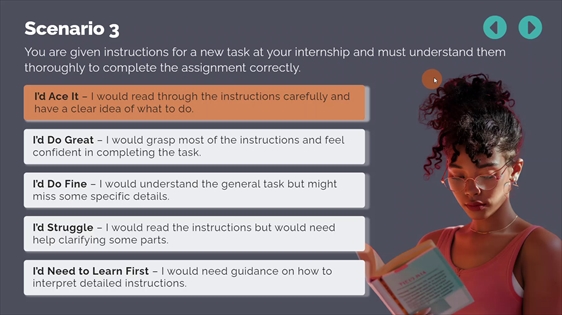 Scenario 3
You are given instructions for a new task at your internship and must understand them
thoroughly to complete the assignment correctly.
I'd Ace It – I would read through the instructions carefully and
have a clear idea of what to do.
I'd Do Great – I would grasp most of the instructions and feel
confident in completing the task.
I'd Do Fine – I would understand the general task but might
miss some specific details.
I'd Struggle – I would read the instructions but would need
help clarifying some parts.
I'd Need to Learn First – I would need guidance on how to
interpret detailed instructions.